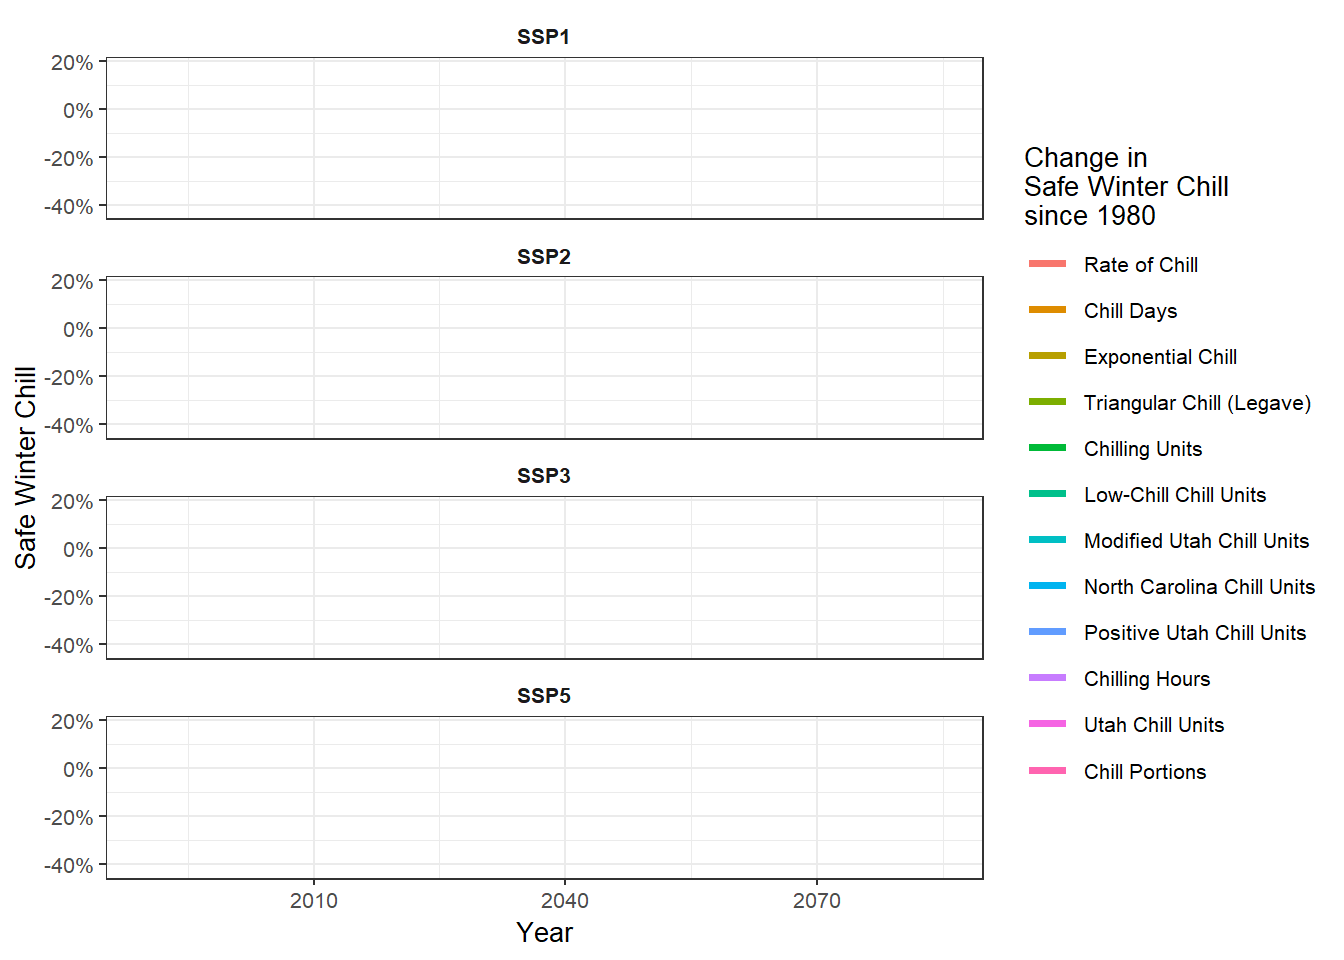 SSP1
20%
0%
-20%
-40%
SSP2
20%
0%
-20%
-40%
SSP3
20%
0%
-20%
-40%
SSP5
20%
0%
-20%
-40%
2010
2040
2070
Year
Safe Winter Chill
Change in
Safe Winter Chill
since 1980
Rate of Chill
Chill Days
Exponential Chill
Triangular Chill (Legave)
Chilling Units
Low-Chill Chill Units
Modified Utah Chill Units
North Carolina Chill Units
Positive Utah Chill Units
Chilling Hours
Utah Chill Units
Chill Portions